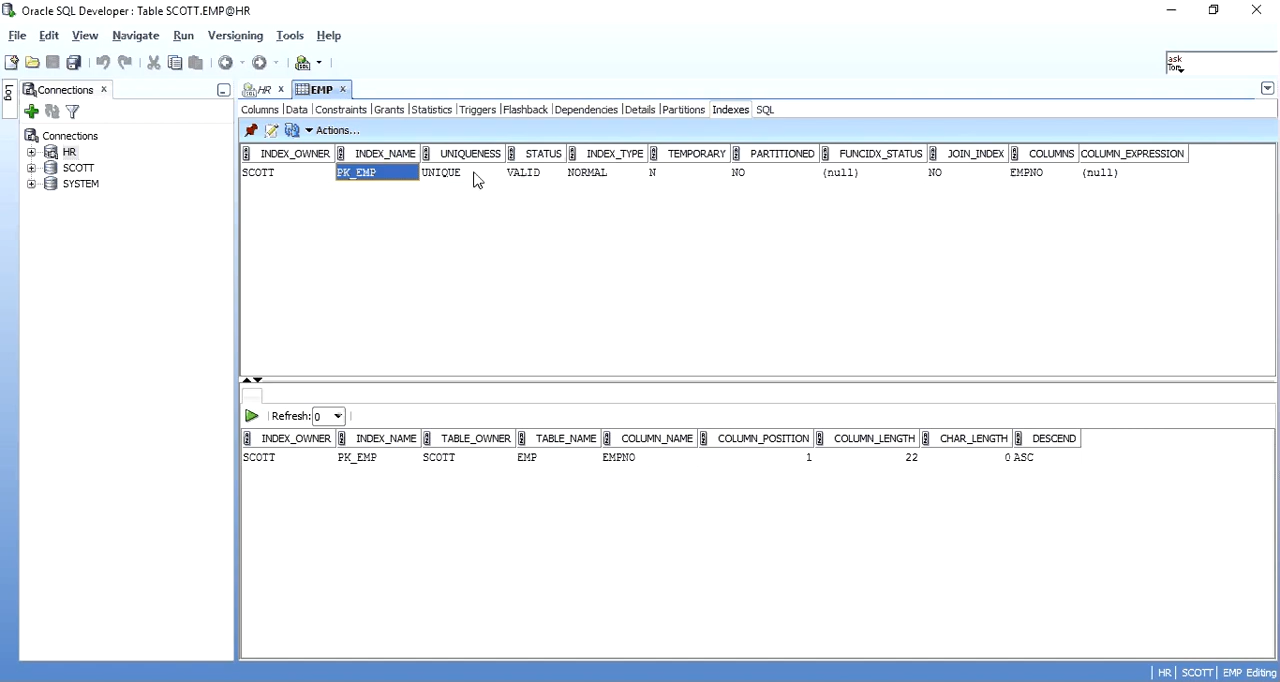 Oracle SQL Developer : Table SCOTT.EMP@HR
File Edit View Navigate Run Versioning Tools Help
ask
Tom
Log
Connections
Connections
HR
SCOTT
SYSTEM
HR EMP
Columns Data Constraints Grants Statistics Triggers Flashback Dependencies Details Partitions Indexes SQL
Actions...
INDEX_OWNER INDEX_NAME UNIQUENESS STATUS INDEX_TYPE TEMPORARY PARTITIONED FUNCIDX_STATUS JOIN_INDEX COLUMNS COLUMN_EXPRESSION
SCOTT PK_EMP UNIQUE VALID NORMAL N NO (null) NO EMPNO (null)
Refresh: 0
INDEX_OWNER INDEX_NAME TABLE_OWNER TABLE_NAME COLUMN_NAME COLUMN_POSITION COLUMN_LENGTH CHAR_LENGTH DESCEND
SCOTT PK_EMP SCOTT EMP EMPNO 1 22 0 ASC
HR SCOTT EMP Editing